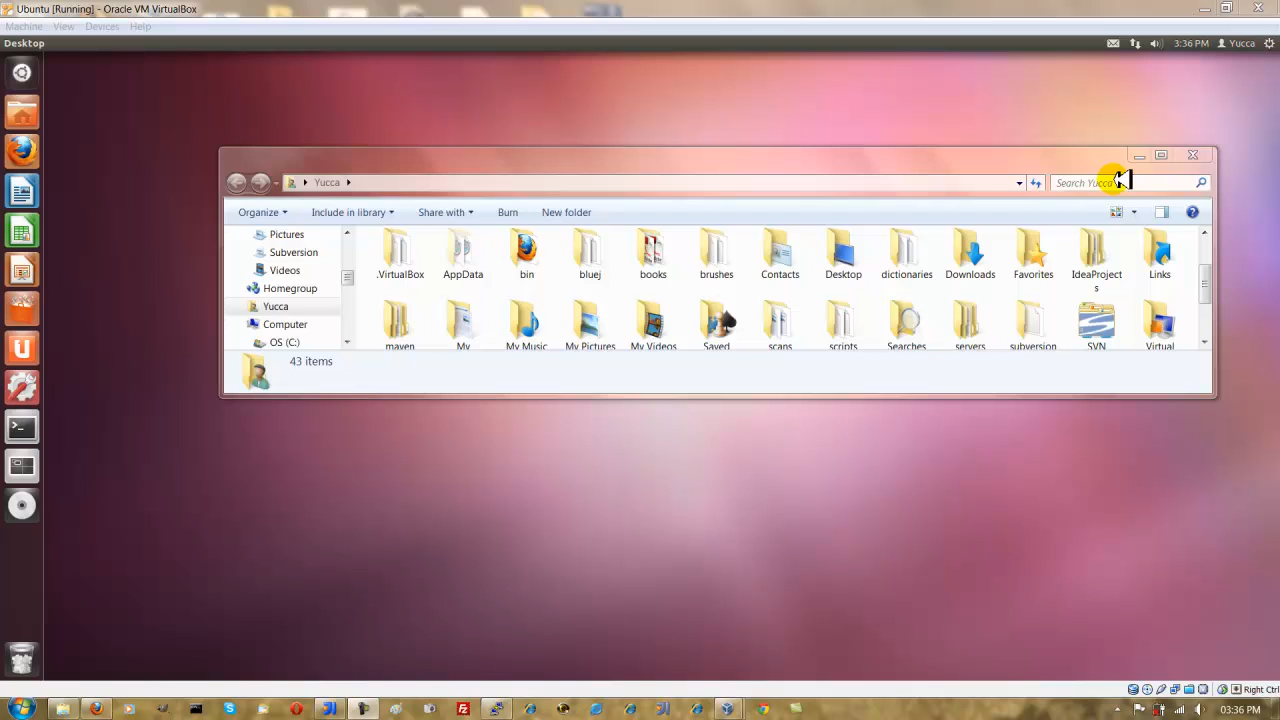 Ubuntu [Running] - Oracle VM VirtualBox
Machine View Devices Help
Desktop 3:36 PM Yucca
Yucca
Search Yucca
Organize Include in library Share with Burn New folder
Pictures
Subversion
Videos
Homegroup
Yucca
Computer
OS (C:)
.VirtualBox AppData bin bluej books brushes Contacts Desktop dictionaries Downloads Favorites IdeaProject Links
s
maven My My Music My Pictures My Videos Saved scans scripts Searches servers subversion SVN Virtual
43 items
Right Ctrl
03:36 PM